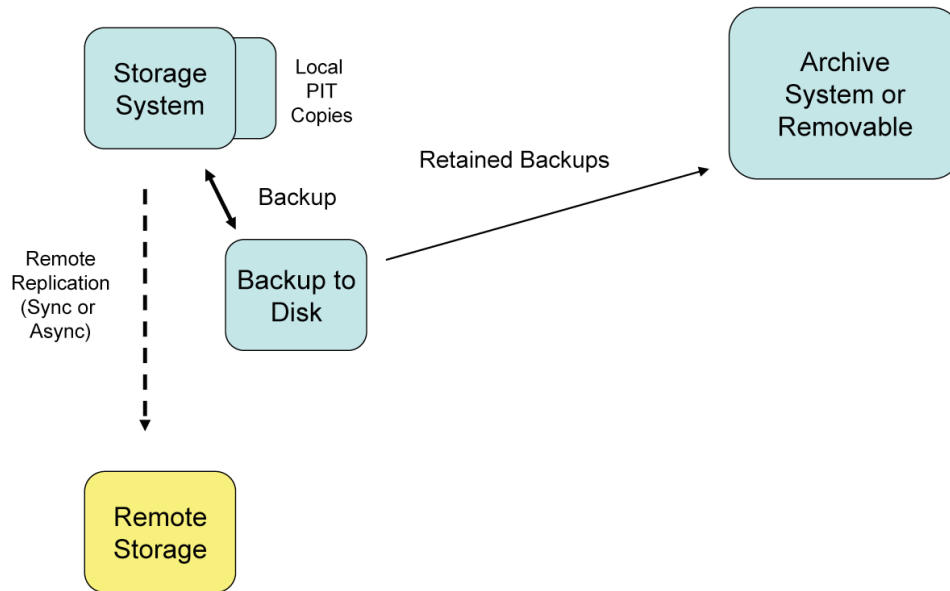 Storage
System
Local
PIT
Copies
Archive
System or
Removable
Retained Backups
Backup
Remote
Replication
(Sync or
Async)
Backup to
Disk
Remote
Storage